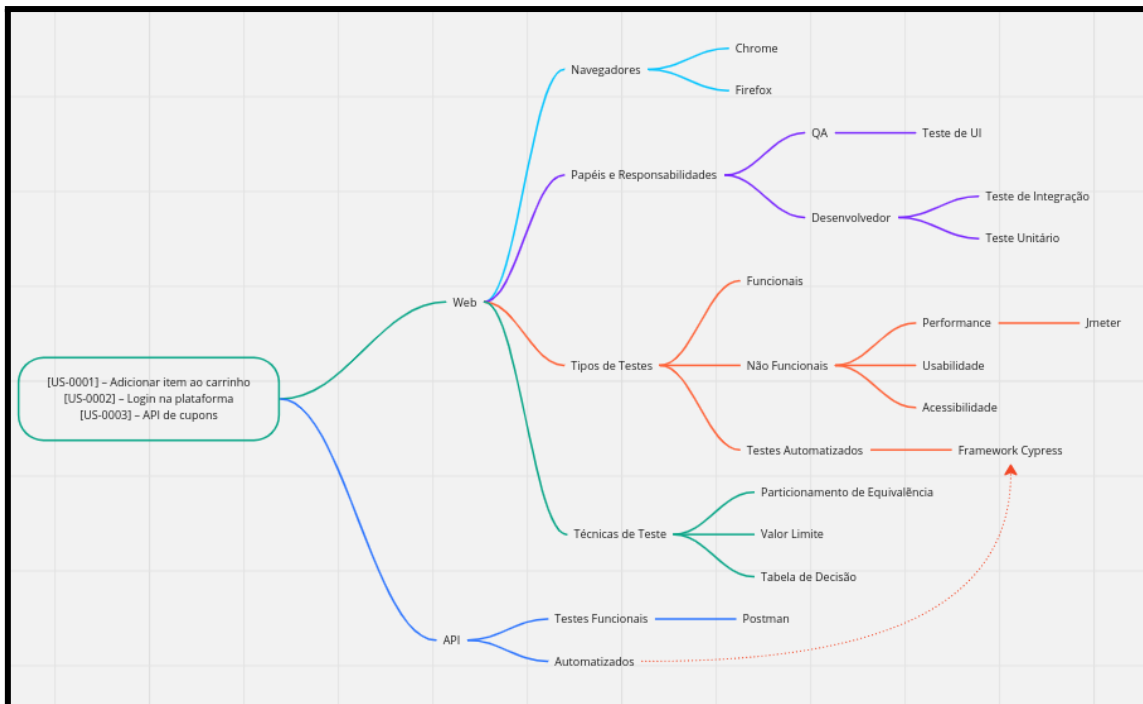 Chrome
Navegadores
Firefox
QA
Teste de UI
Papéis e Responsabilidades
Teste de Integração
Desenvolvedor
Teste Unitário
Funcionais
Web
Performance
Jmeter
Tipos de Testes
Não Funcionais
Usabilidade
[US-0001] – Adicionar item ao carrinho
[US-0002] – Login na plataforma
[US-0003] – API de cupons
Acessibilidade
Testes Automatizados
Framework Cypress
Particionamento de Equivalência
Técnicas de Teste
Valor Limite
Tabela de Decisão
Testes Funcionais
Postman
API
Automatizados